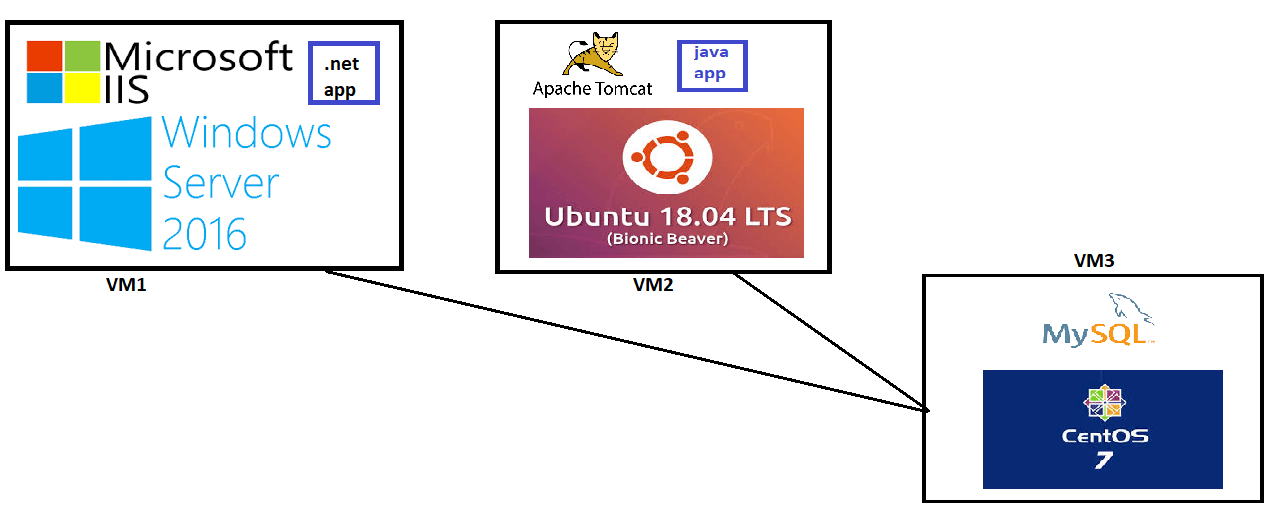 Microsoft
IIS
.net
app
Windows
Server
2016
VM1
Apache Tomcat
java
app
Ubuntu 18.04 LTS
(Bionic Beaver)
VM2
VM3
MySQL
CentOS
7